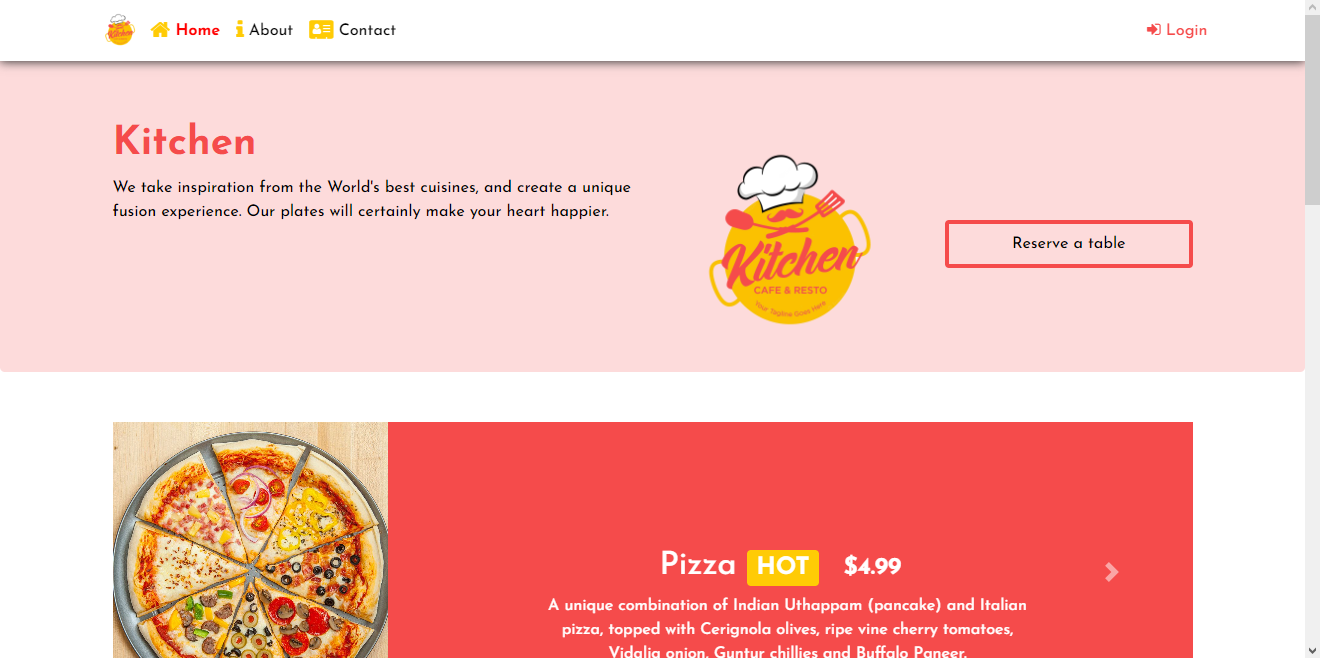 Kitchen
Home
About
Contact
Login
Kitchen
We take inspiration from the World's best cuisines, and create a unique
fusion experience. Our plates will certainly make your heart happier.
Kitchen
CAFE & RESTO
Your Tagline Goes Here
Reserve a table
Pizza HOT $4.99
A unique combination of Indian Uthappam (pancake) and Italian
pizza, topped with Cerignola olives, ripe vine cherry tomatoes,
Vidalia onion, Guntur chillies and Buffalo Paneer.